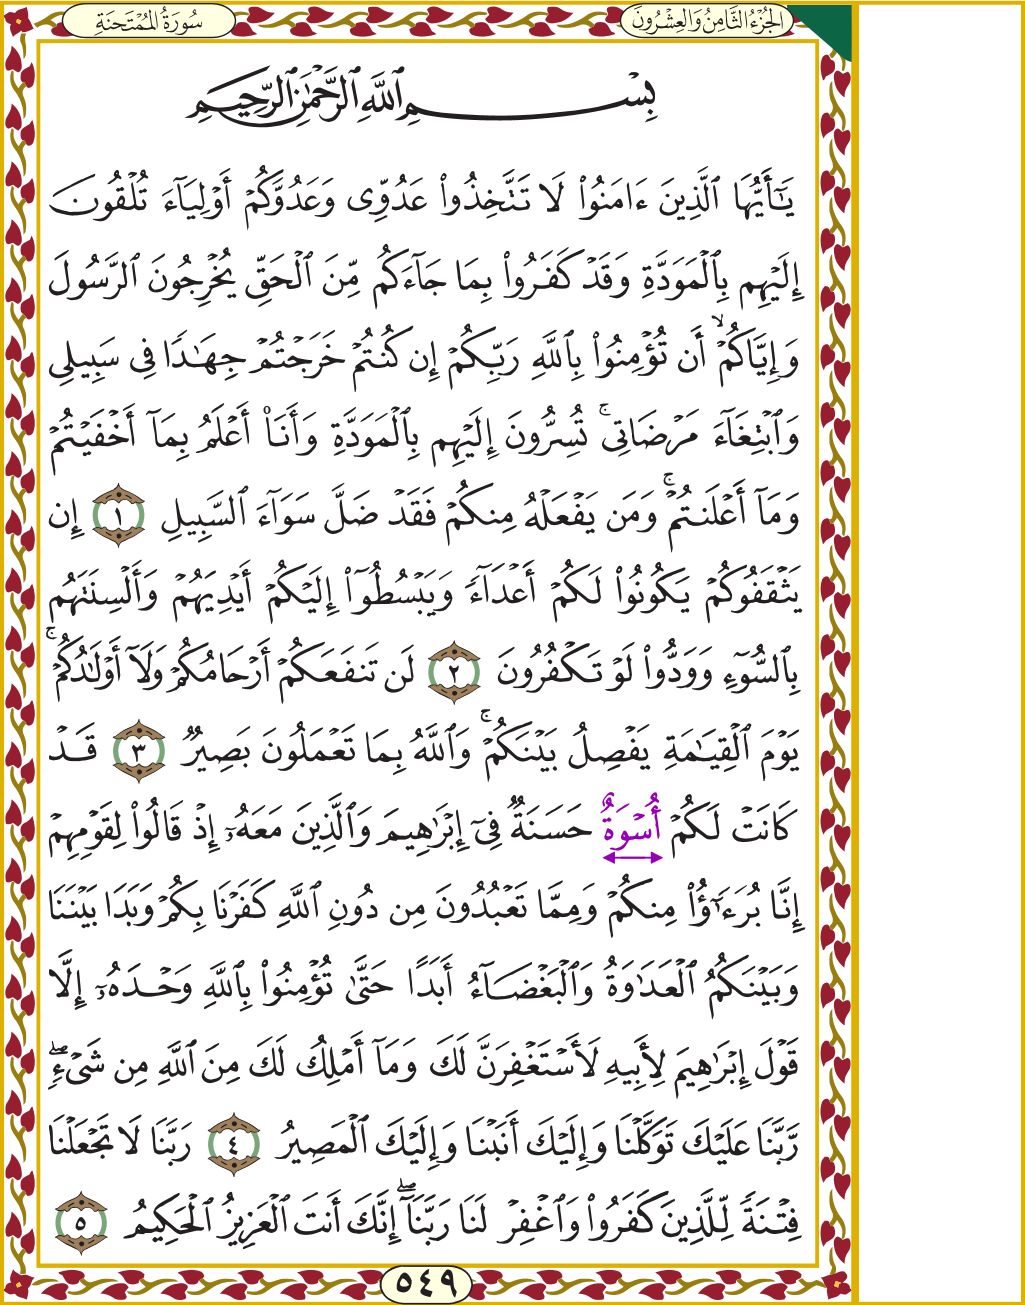 الجُزْءُ الثَّامِنُ وَالعِشْرُونَ
سُورَةُ المُمْتَحنَةِ
بِسْمِ ٱللَّهِ ٱلرَّحْمَٰنِ ٱلرَّحِيمِ
يَٰٓأَيُّهَا ٱلَّذِينَ ءَامَنُوا۟ لَا تَتَّخِذُوا۟ عَدُوِّى وَعَدُوَّكُمْ أَوْلِيَآءَ تُلْقُونَ
إِلَيْهِم بِٱلْمَوَدَّةِ وَقَدْ كَفَرُوا۟ بِمَا جَآءَكُم مِّنَ ٱلْحَقِّ يُخْرِجُونَ ٱلرَّسُولَ
وَإِيَّاكُمْ ۙ أَن تُؤْمِنُوا۟ بِٱللَّهِ رَبِّكُمْ إِن كُنتُمْ خَرَجْتُمْ جِهَٰدًا فِى سَبِيلِى
وَٱبْتِغَآءَ مَرْضَاتِى ۚ تُسِرُّونَ إِلَيْهِم بِٱلْمَوَدَّةِ وَأَنَا۠ أَعْلَمُ بِمَآ أَخْفَيْتُمْ
وَمَآ أَعْلَنتُمْ ۚ وَمَن يَفْعَلْهُ مِنكُمْ فَقَدْ ضَلَّ سَوَآءَ ٱلسَّبِيلِ ١ إِن
يَثْقَفُوكُمْ يَكُونُوا۟ لَكُمْ أَعْدَآءً وَيَبْسُطُوٓا۟ إِلَيْكُمْ أَيْدِيَهُمْ وَأَلْسِنَتَهُم
بِٱلسُّوٓءِ وَوَدُّوا۟ لَوْ تَكْفُرُونَ ٢ لَن تَنفَعَكُمْ أَرْحَامُكُمْ وَلَآ أَوْلَٰدُكُمْ ۚ
يَوْمَ ٱلْقِيَٰمَةِ يَفْصِلُ بَيْنَكُمْ ۚ وَٱللَّهُ بِمَا تَعْمَلُونَ بَصِيرٌ ٣ قَدْ
كَانَتْ لَكُمْ أُسْوَةٌ حَسَنَةٌ فِىٓ إِبْرَٰهِيمَ وَٱلَّذِينَ مَعَهُۥٓ إِذْ قَالُوا۟ لِقَوْمِهِمْ
إِنَّا بُرَءَٰٓؤُا۟ مِنكُمْ وَمِمَّا تَعْبُدُونَ مِن دُونِ ٱللَّهِ كَفَرْنَا بِكُمْ وَبَدَا بَيْنَنَا
وَبَيْنَكُمُ ٱلْعَدَٰوَةُ وَٱلْبَغْضَآءُ أَبَدًا حَتَّىٰ تُؤْمِنُوا۟ بِٱللَّهِ وَحْدَهُۥٓ إِلَّا
قَوْلَ إِبْرَٰهِيمَ لِأَبِيهِ لَأَسْتَغْفِرَنَّ لَكَ وَمَآ أَمْلِكُ لَكَ مِنَ ٱللَّهِ مِن شَىْءٍ ۖ
رَّبَّنَا عَلَيْكَ تَوَكَّلْنَا وَإِلَيْكَ أَنَبْنَا وَإِلَيْكَ ٱلْمَصِيرُ ٤ رَبَّنَا لَا تَجْعَلْنَا
فِتْنَةً لِّلَّذِينَ كَفَرُوا۟ وَٱغْفِرْ لَنَا رَبَّنَآ ۖ إِنَّكَ أَنتَ ٱلْعَزِيزُ ٱلْحَكِيمُ ٥
٥٤٩